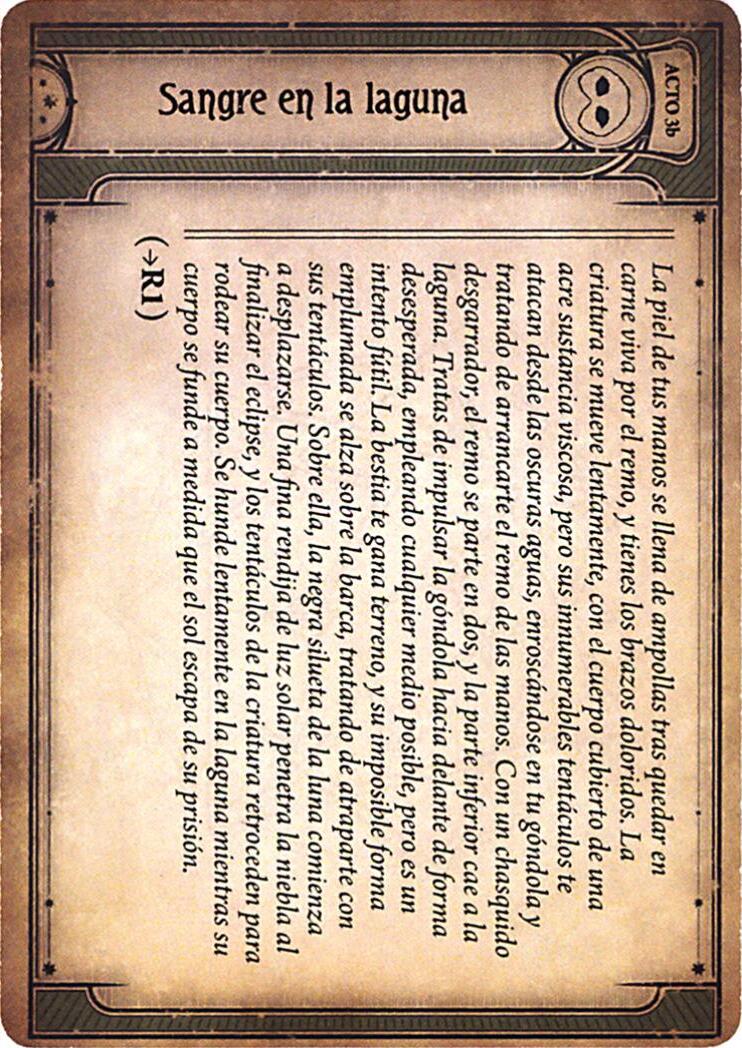 ACTO 3b
Sangre en la laguna
La piel de tus manos se llena de ampollas tras quedar en
carne viva por el remo, y tienes los brazos doloridos. La
criatura se mueve lentamente, con el cuerpo cubierto de una
acre sustancia viscosa, pero sus innumerables tentáculos te
atacan desde las oscuras aguas, enroscándose en tu góndola y
tratando de arrancarte el remo de las manos. Con un chasquido
desgarrador, el remo se parte en dos, y la parte inferior cae a la
laguna. Tratas de impulsar la góndola hacia delante de forma
desesperada, empleando cualquier medio posible, pero es un
intento fútil. La bestia te gana terreno, y su imposible forma
emplumada se alza sobre la barca, tratando de atraparte con
sus tentáculos. Sobre ella, la negra silueta de la luna comienza
a desplazarse. Una fina rendija de luz solar penetra la niebla al
finalizar el eclipse, y los tentáculos de la criatura retroceden para
rodear su cuerpo. Se hunde lentamente en la laguna mientras su
cuerpo se funde a medida que el sol escapa de su prisión.
(→R1)